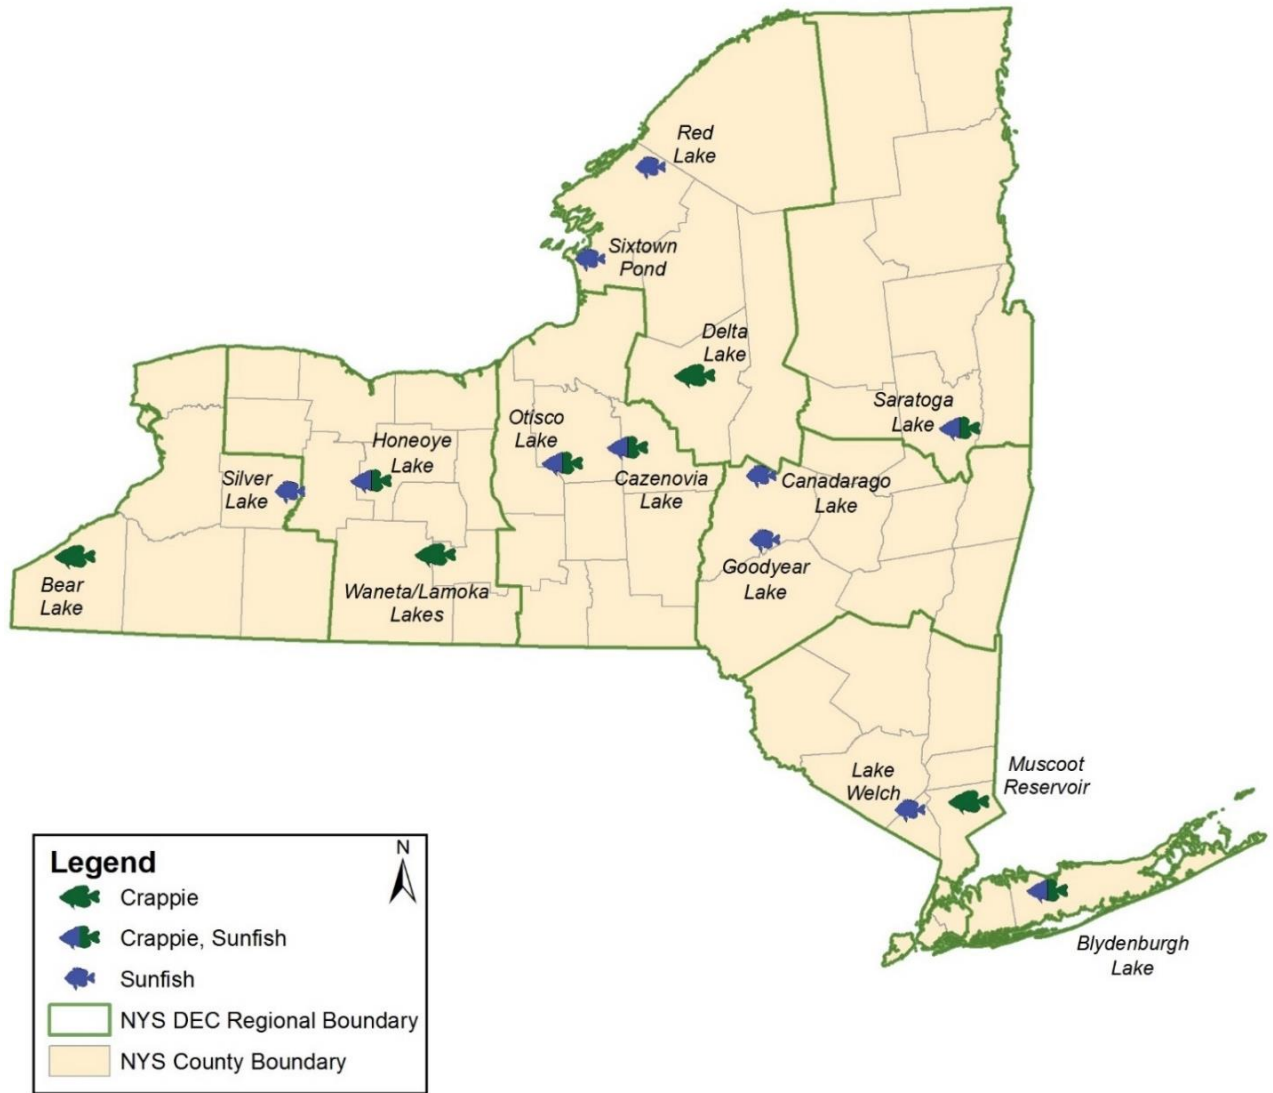 Red
Lake
Sixtown
Pond
Delta
Lake
Saratoga
Lake
Otisco
Lake
Honeoye
Lake
Cazenovia
Lake
Silver
Lake
Canadarago
Lake
Goodyear
Lake
Bear
Lake
Waneta/Lamoka
Lakes
Lake
Welch
Muscoot
Reservoir
Blydenburgh
Lake
N
Legend
Crappie
Crappie, Sunfish
Sunfish
NYS DEC Regional Boundary
NYS County Boundary